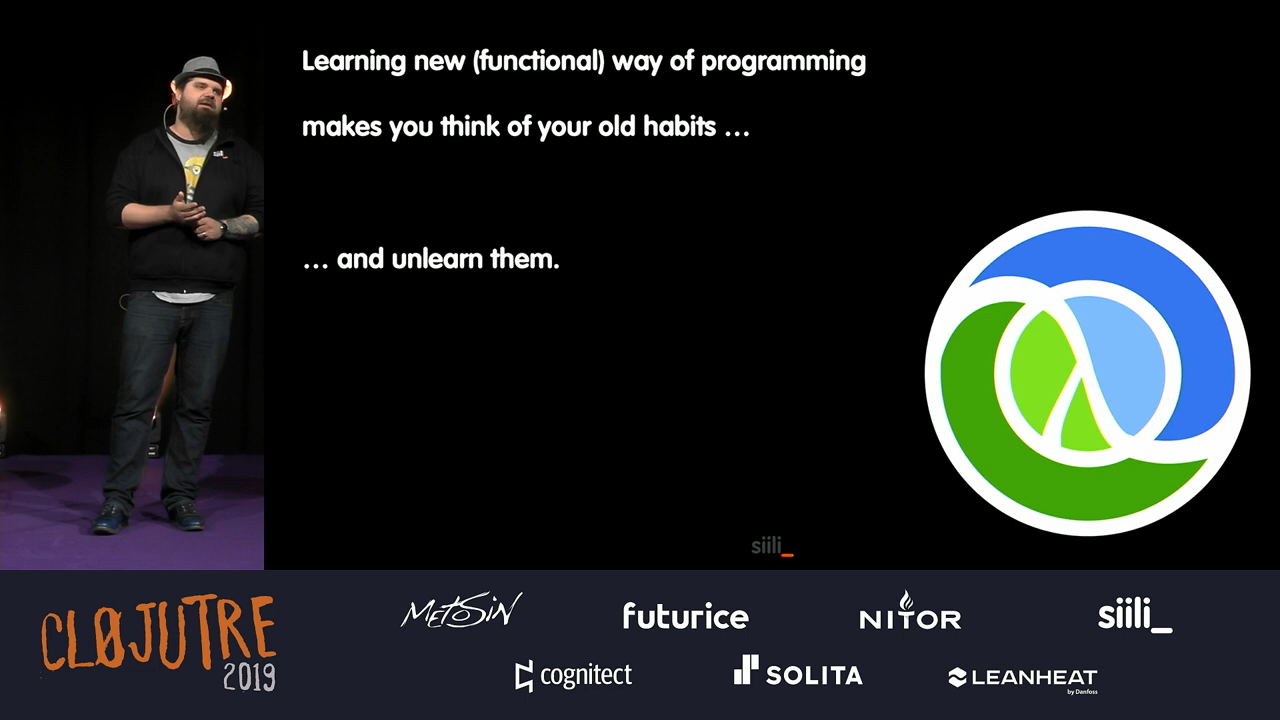 Learning new (functional) way of programming
makes you think of your old habits ...
... and unlearn them.
siili_
CLØJUTRE
2019
METOSIN
futurice
NITOR
siili_
cognitect
SOLITA
LEANHEAT
by Danfoss